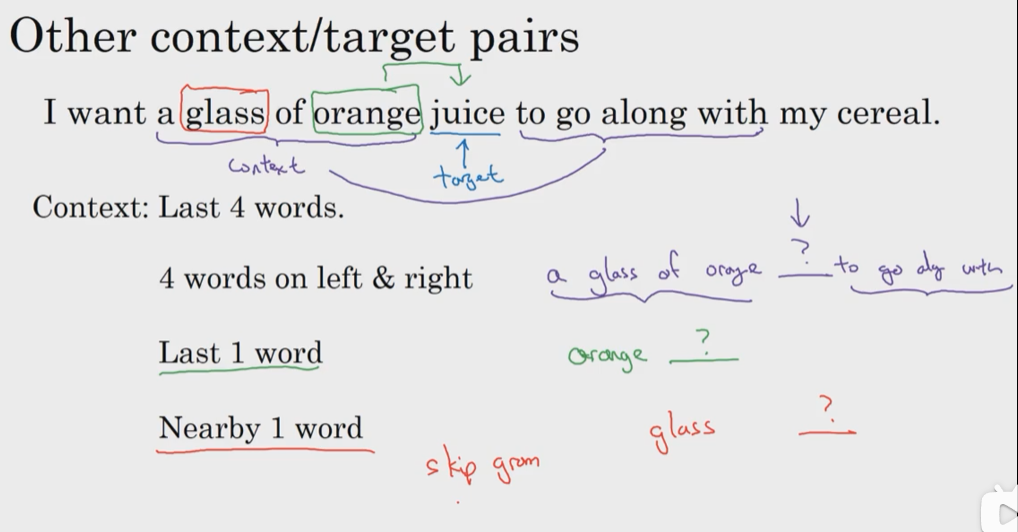 Other context/target pairs
I want a glass of orange juice to go along with my cereal.
context
target
Context: Last 4 words.
4 words on left & right
a glass of orange ? to go alg with
Last 1 word
orange ?
Nearby 1 word
glass ?
skip gram